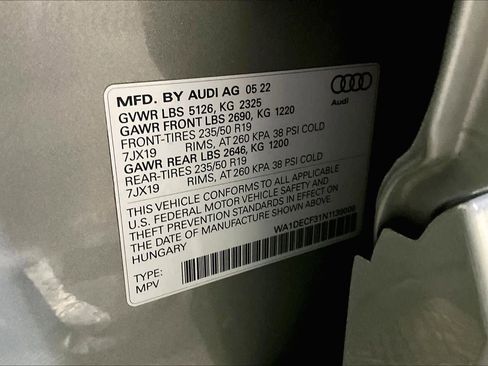 MFD. BY AUDI AG 05 22
GVWR LBS 5126, KG 2325
GAWR FRONT LBS 2690, KG 1220
FRONT-TIRES 235/50 R19
7JX19 RIMS, AT 260 KPA 38 PSI COLD
GAWR REAR LBS 2646, KG 1200
REAR-TIRES 235/50 R19
7JX19 RIMS, AT 260 KPA 38 PSI COLD
THIS VEHICLE CONFORMS TO ALL APPLICABLE
U.S. FEDERAL MOTOR VEHICLE SAFETY AND
THEFT PREVENTION STANDARDS IN EFFECT ON
THE DATE OF MANUFACTURE SHOWN ABOVE.
HUNGARY
TYPE:
MPV
Audi